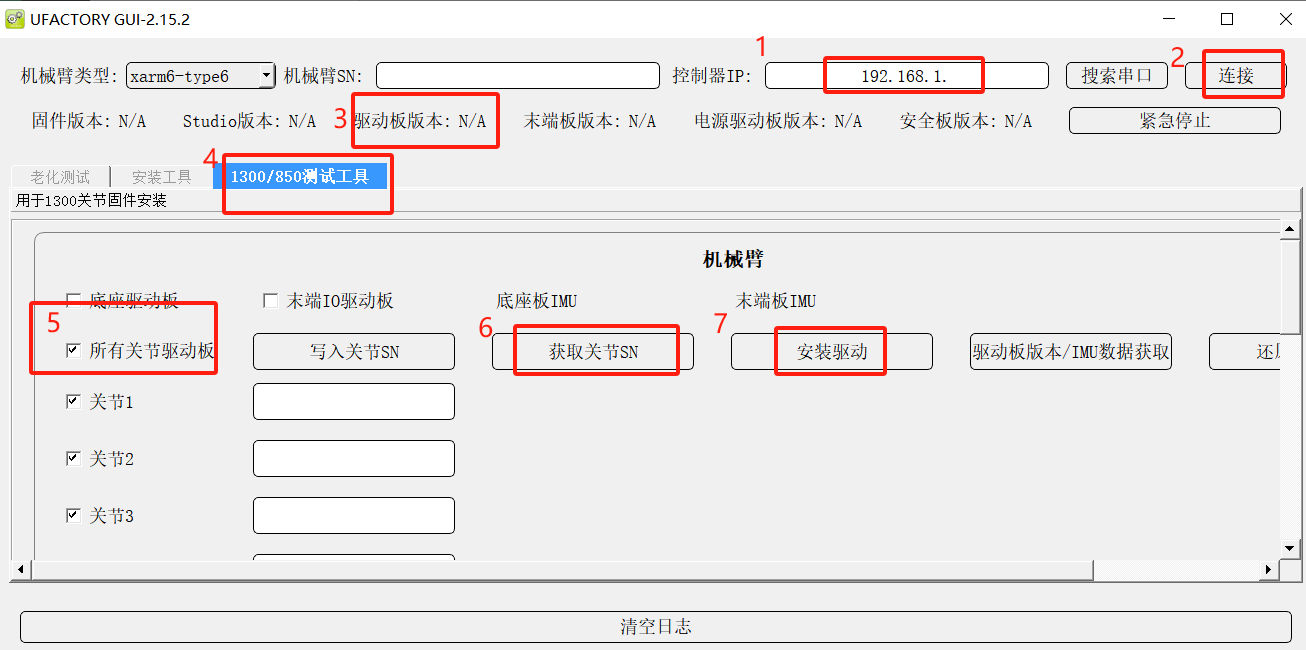 UFACTORY GUI-2.15.2
1
2
机械臂类型: xarm6-type6 机械臂SN: 控制器IP: 192.168.1. 搜索串口 连接
固件版本: N/A Studio版本: N/A 3 驱动板版本: N/A 末端板版本: N/A 电源驱动板版本: N/A 安全板版本: N/A 紧急停止
4
老化测试 安装工具 1300/850测试工具
用于1300关节固件安装
机械臂
底座驱动板 末端IO驱动板 底座板IMU 末端板IMU
5 6 7
所有关节驱动板 写入关节SN 获取关节SN 安装驱动 驱动板版本/IMU数据获取 还
关节1
关节2
关节3
清空日志